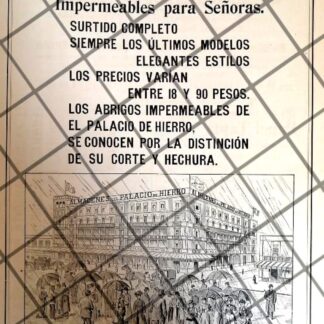 Impermeables para Señoras.
SURTIDO COMPLETO
SIEMPRE LOS ÚLTIMOS MODELOS
ELEGANTES ESTILOS
LOS PRECIOS VARÍAN
ENTRE 18 Y 90 PESOS.
LOS ABRIGOS IMPERMEABLES DE
EL PALACIO DE HIERRO,
SE CONOCEN POR LA DISTINCIÓN
DE SU CORTE Y HECHURA.
ALMACENES DEL PALACIO DE HIERRO